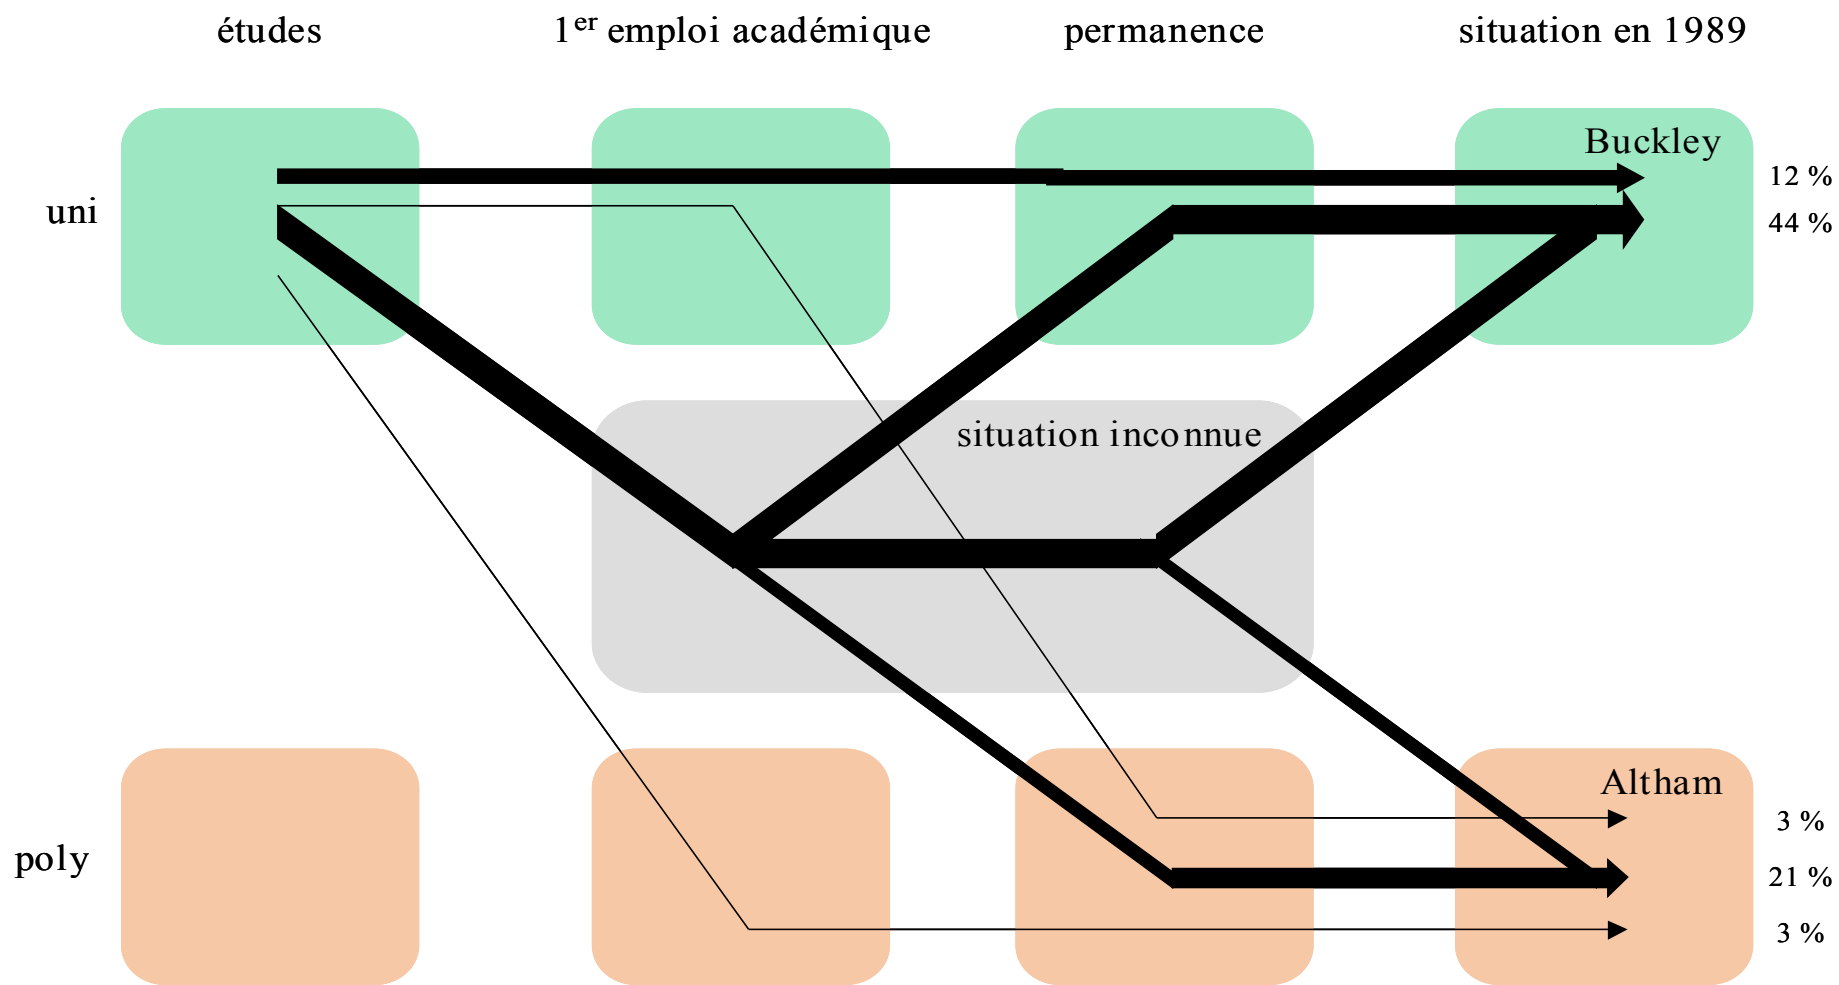 études
1er emploi académique
permanence
situation en 1989
Buckley
12 %
uni
44 %
situation inconnue
Altham
3 %
poly
21 %
3 %